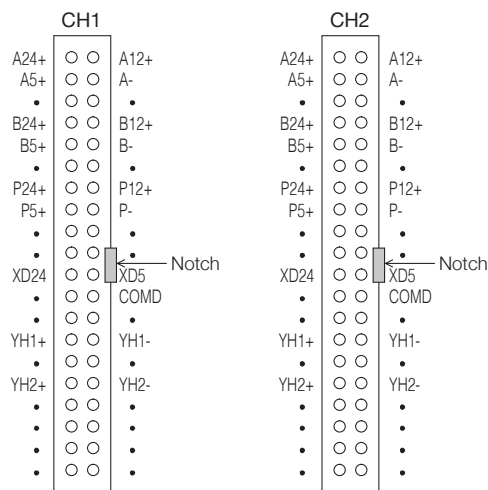 CH1 CH2
A24+ A12+ A24+ A12+
A5+ A- A5+ A-
• • • •
B24+ B12+ B24+ B12+
B5+ B- B5+ B-
• • • •
P24+ P12+ P24+ P12+
P5+ P- P5+ P-
• • • •
• • Notch • • Notch
XD24 XD5 XD24 XD5
• COMD • COMD
• • • •
YH1+ YH1- YH1+ YH1-
• • • •
YH2+ YH2- YH2+ YH2-
• • • •
• • • •
• • • •
• • • •